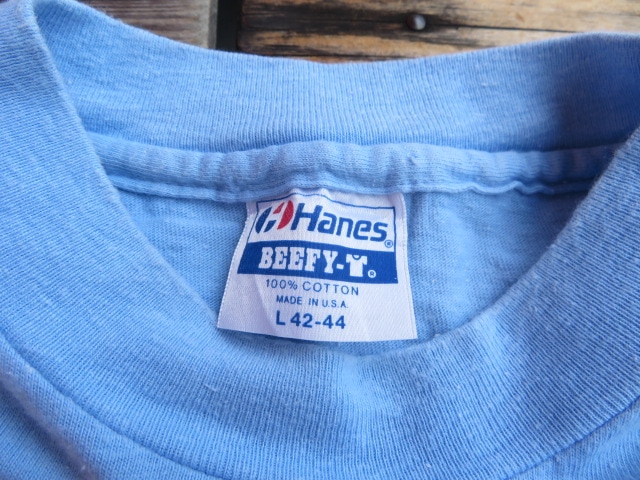 Hanes®
BEEFY-T®
100% COTTON
MADE IN U.S.A.
L 42-44